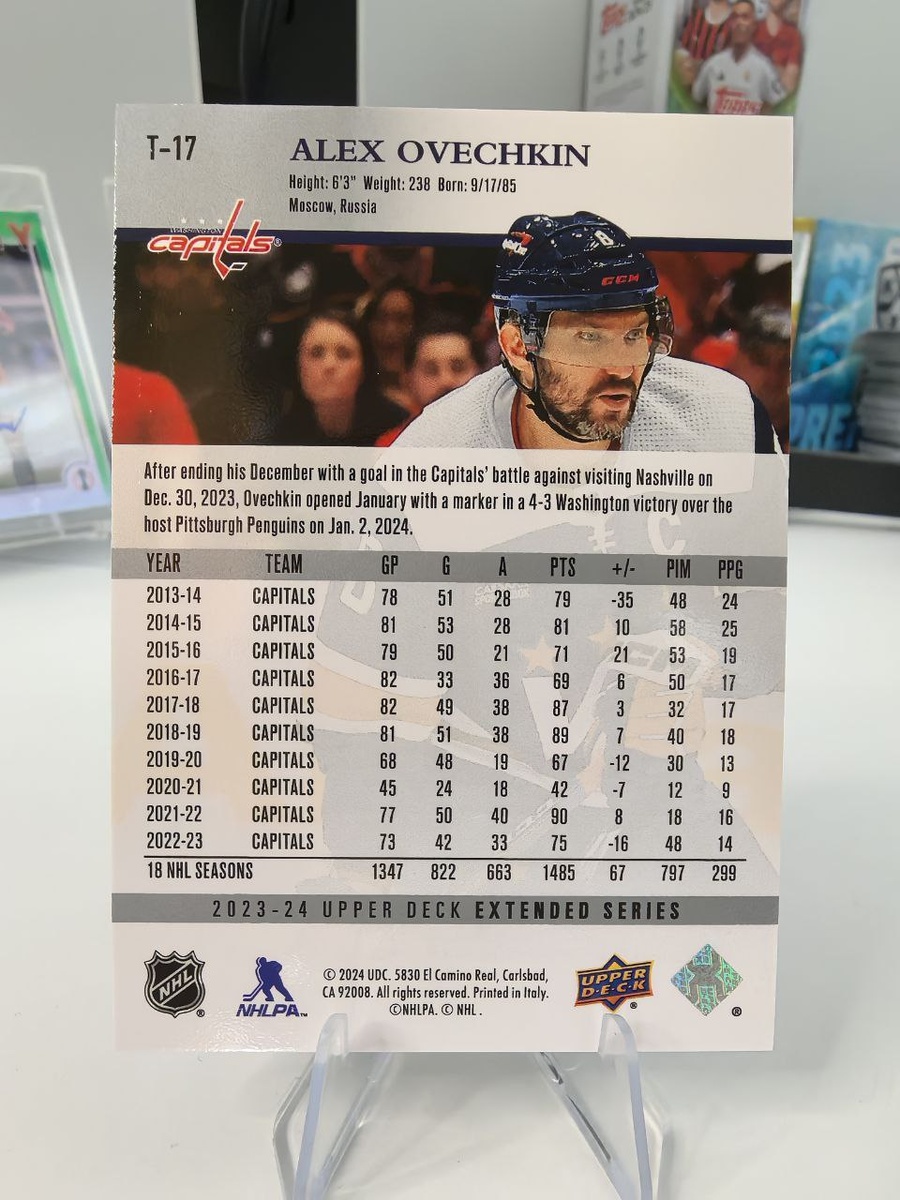 T-17
ALEX OVECHKIN
Height: 6'3" Weight: 238 Born: 9/17/85
Moscow, Russia
WASHINGTON
capitals®
8
CCM
After ending his December with a goal in the Capitals' battle against visiting Nashville on
Dec. 30, 2023, Ovechkin opened January with a marker in a 4-3 Washington victory over the
host Pittsburgh Penguins on Jan. 2, 2024.
YEAR TEAM GP G A PTS +/- PIM PPG
2013-14 CAPITALS 78 51 28 79 -35 48 24
2014-15 CAPITALS 81 53 28 81 10 58 25
2015-16 CAPITALS 79 50 21 71 21 53 19
2016-17 CAPITALS 82 33 36 69 6 50 17
2017-18 CAPITALS 82 49 38 87 3 32 17
2018-19 CAPITALS 81 51 38 89 7 40 18
2019-20 CAPITALS 68 48 19 67 -12 30 13
2020-21 CAPITALS 45 24 18 42 -7 12 9
2021-22 CAPITALS 77 50 40 90 8 18 16
2022-23 CAPITALS 73 42 33 75 -16 48 14
18 NHL SEASONS 1347 822 663 1485 67 797 299
2023-24 UPPER DECK EXTENDED SERIES
NHL®
NHLPA™
© 2024 UDC. 5830 El Camino Real, Carlsbad,
CA 92008. All rights reserved. Printed in Italy.
©NHLPA. © NHL .
UPPER
D·E·C·K®
®